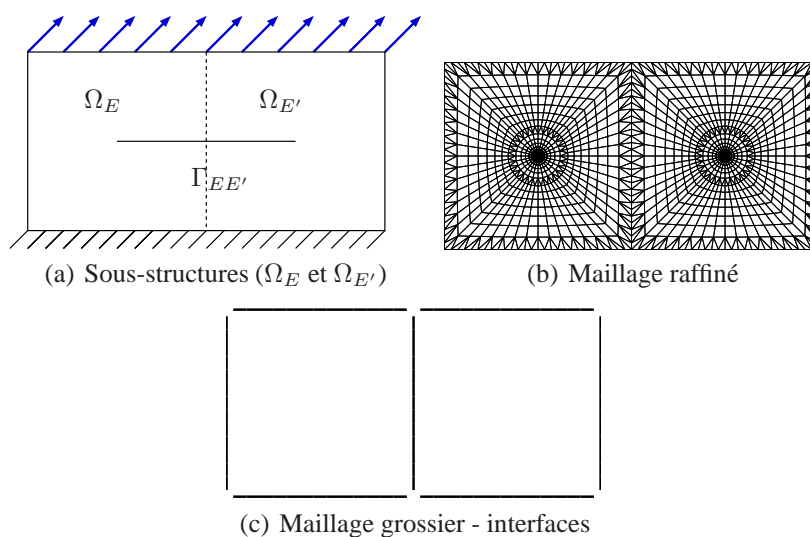 Ω_E
Ω_{E'}
Γ_{EE'}
(a) Sous-structures (Ω_E et Ω_{E'})
(b) Maillage raffiné
(c) Maillage grossier - interfaces